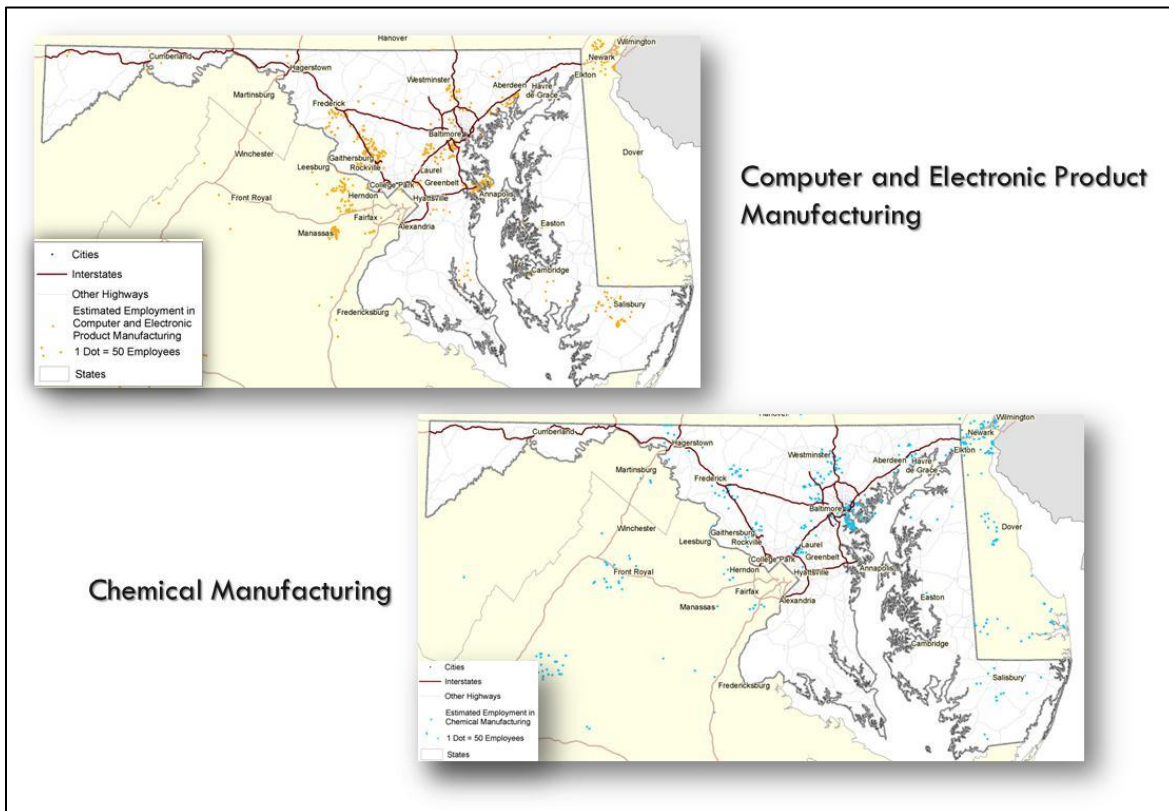 Hanover
Wilmington
Cumberland
Newark
Hagerstown
Elkton
Westminster
Aberdeen
Havre
de Grace
Martinsburg
Frederick
Baltimore
Winchester
Dover
Gaithersburg
Leesburg
Rockville
Laurel
College Park
Greenbelt
Front Royal
Herndon
Hyattsville
Annapolis
Fairfax
Easton
Manassas
Alexandria
Cambridge
Salisbury
Fredericksburg
Cities
Interstates
Other Highways
Estimated Employment in
Computer and Electronic
Product Manufacturing
1 Dot = 50 Employees
States
Computer and Electronic Product
Manufacturing
Chemical Manufacturing
Hanover
Wilmington
Cumberland
Newark
Hagerstown
Elkton
Westminster
Aberdeen
Havre
de Grace
Martinsburg
Frederick
Baltimore
Winchester
Dover
Gaithersburg
Leesburg
Rockville
Laurel
College Park
Greenbelt
Front Royal
Herndon
Hyattsville
Annapolis
Fairfax
Easton
Manassas
Alexandria
Cambridge
Salisbury
Fredericksburg
Cities
Interstates
Other Highways
Estimated Employment in
Chemical Manufacturing
1 Dot = 50 Employees
States